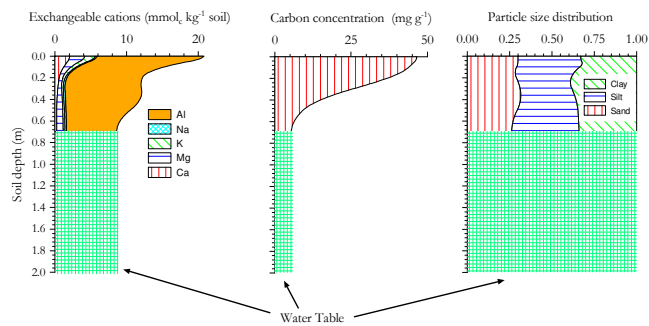 Exchangeable cations (mmolc kg-1 soil)
Carbon concentration (mg g-1)
Particle size distribution
0 10 20
0 25 50
0.00 0.25 0.50 0.75 1.00
Soil depth (m)
0.0
0.2
0.4
0.6
0.8
1.0
1.2
1.4
1.6
1.8
2.0
Al
Na
K
Mg
Ca
Clay
Silt
Sand
Water Table